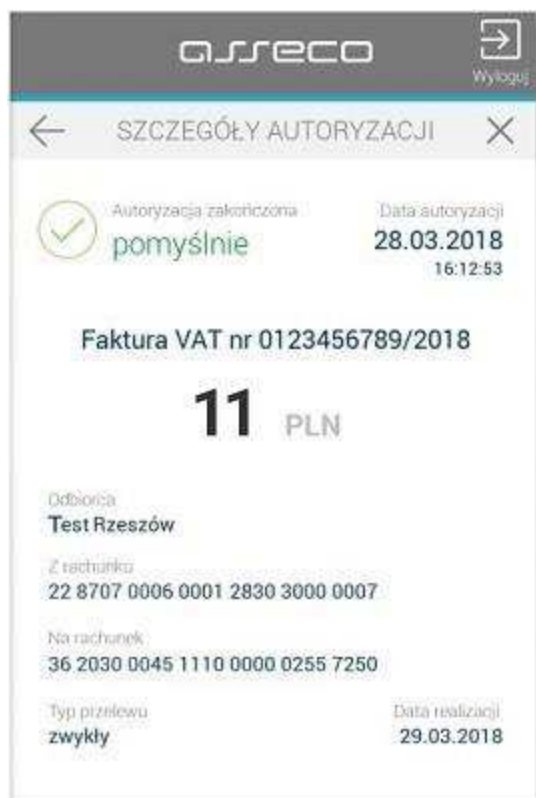 asseco
Wyloguj
SZCZEGÓŁY AUTORYZACJI
Autoryzacja zakończona
pomyślnie
Data autoryzacji
28.03.2018
16:12:53
Faktura VAT nr 0123456789/2018
11 PLN
Odbiorca
Test Rzeszów
Z rachunku
22 8707 0006 0001 2830 3000 0007
Na rachunek
36 2030 0045 1110 0000 0255 7250
Typ przelewu
zwykły
Data realizacji
29.03.2018